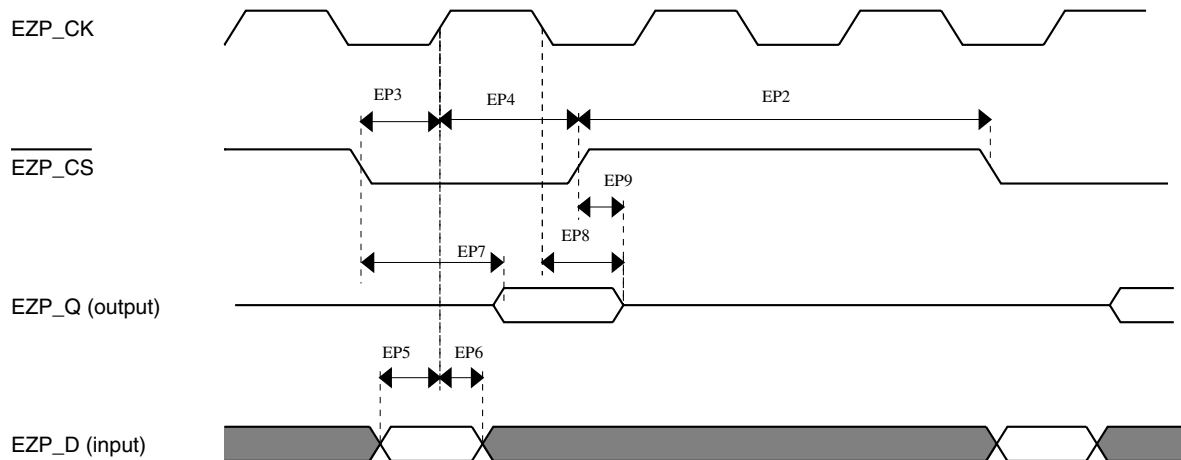 EZP_CK
EP3
EP4
EP2
EZP_CS
EP9
EP8
EP7
EZP_Q (output)
EP5
EP6
EZP_D (input)